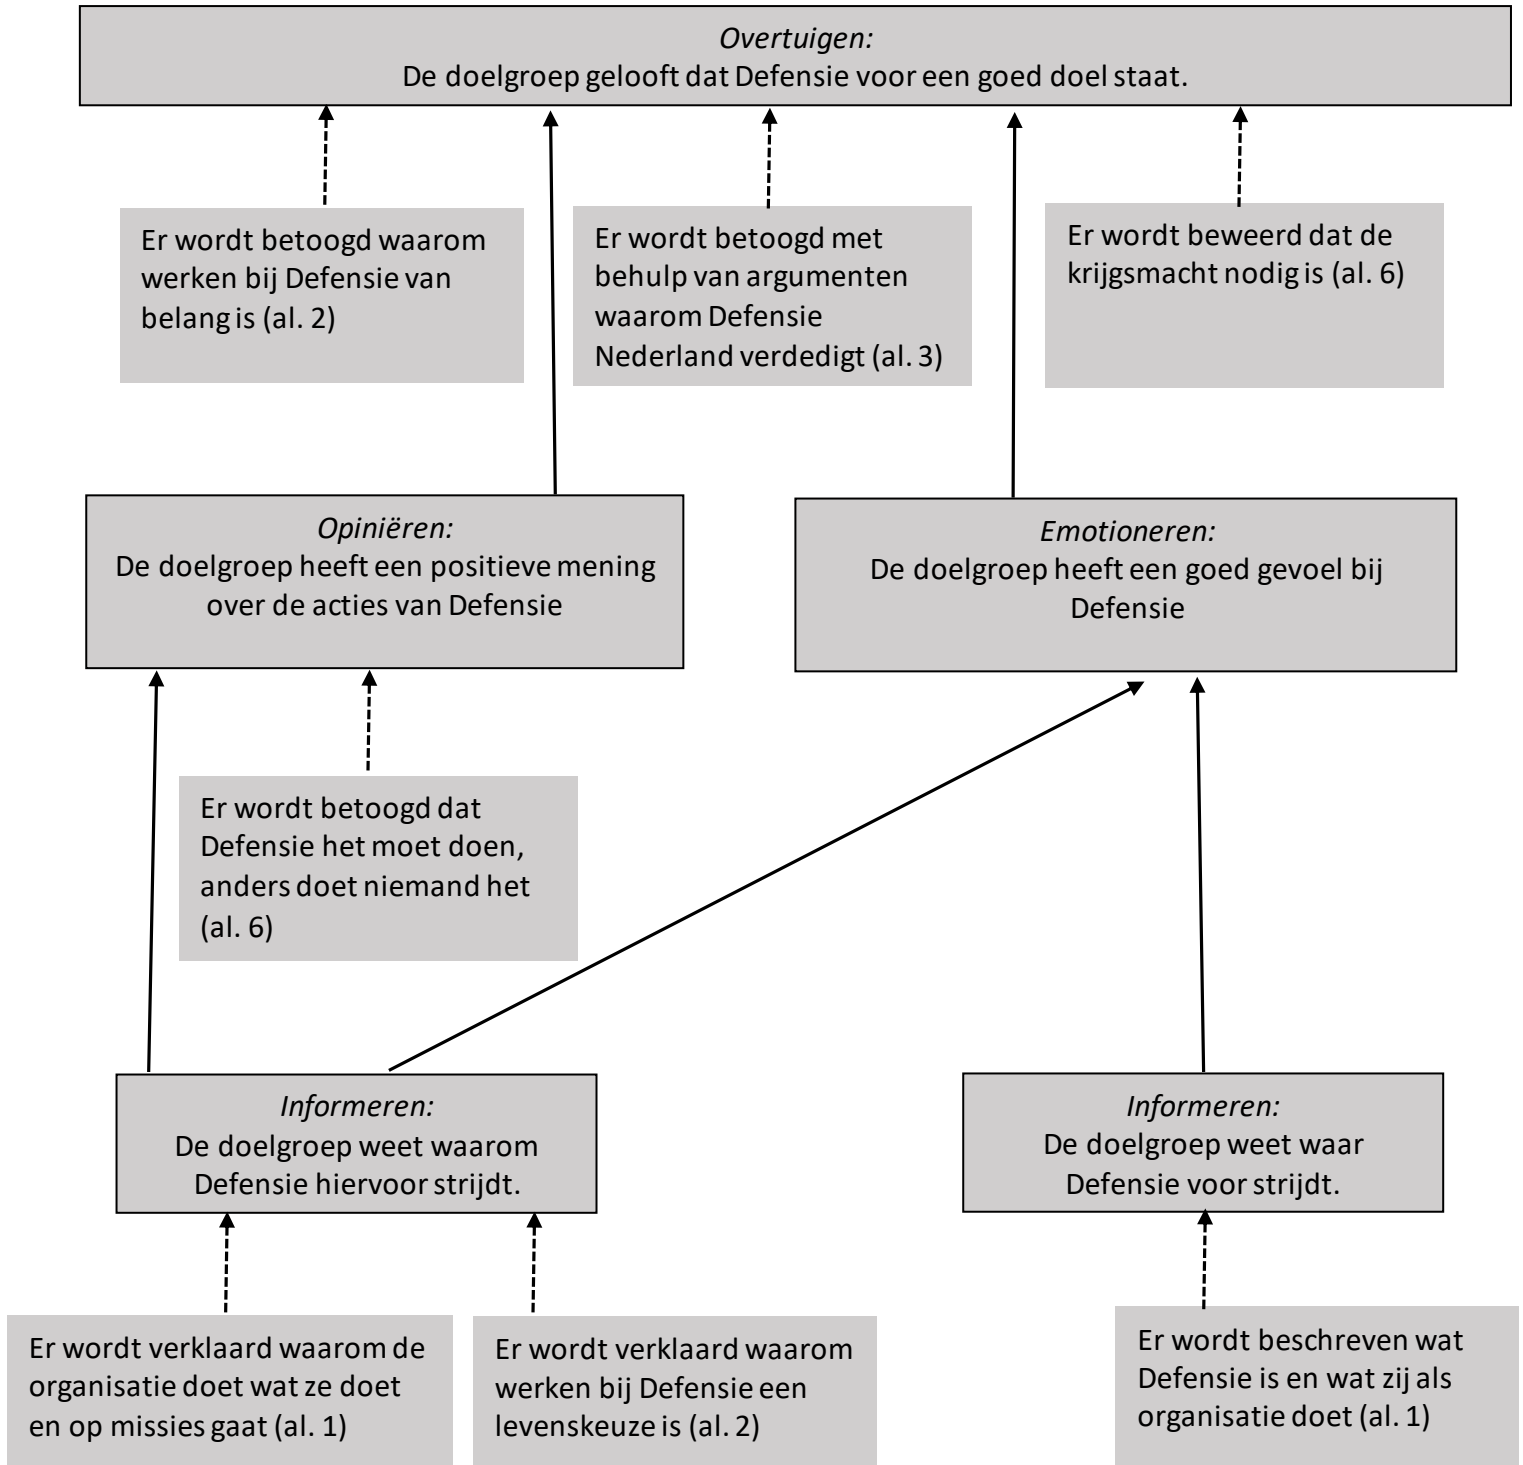 Overtuigen:
De doelgroep gelooft dat Defensie voor een goed doel staat.
Er wordt betoogd waarom
werken bij Defensie van
belang is (al. 2)
Er wordt betoogd met
behulp van argumenten
waarom Defensie
Nederland verdedigt (al. 3)
Er wordt beweerd dat de
krijgsmacht nodig is (al. 6)
Opiniëren:
De doelgroep heeft een positieve mening
over de acties van Defensie
Emotioneren:
De doelgroep heeft een goed gevoel bij
Defensie
Er wordt betoogd dat
Defensie het moet doen,
anders doet niemand het
(al. 6)
Informeren:
De doelgroep weet waarom
Defensie hiervoor strijdt.
Informeren:
De doelgroep weet waar
Defensie voor strijdt.
Er wordt verklaard waarom de
organisatie doet wat ze doet
en op missies gaat (al. 1)
Er wordt verklaard waarom
werken bij Defensie een
levenskeuze is (al. 2)
Er wordt beschreven wat
Defensie is en wat zij als
organisatie doet (al. 1)